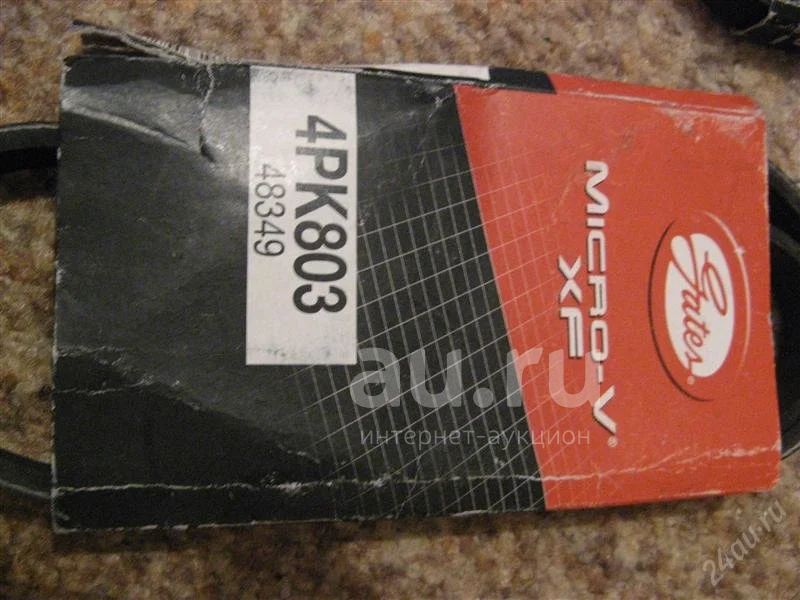 Gates®
MICRO-V®
XF
4PK803
48349
au.ru
интернет-аукцион
24au.ru